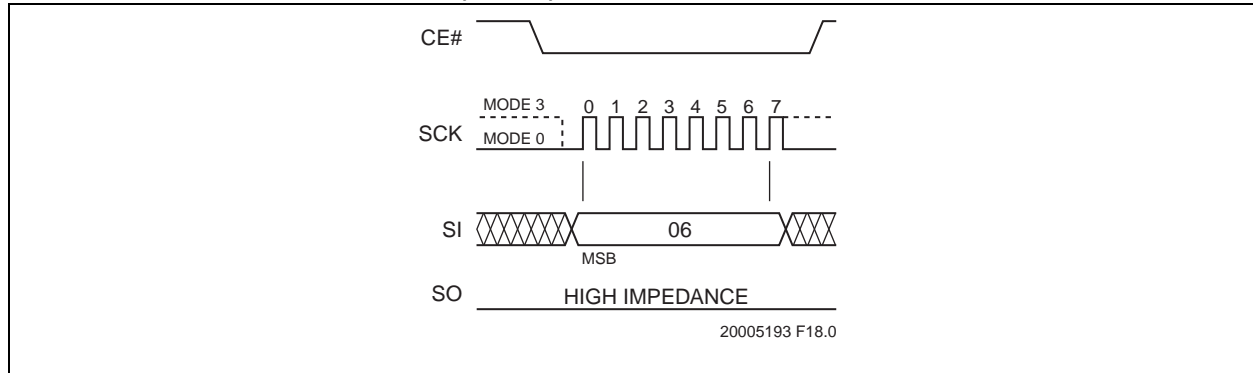 CE#
MODE 3
0 1 2 3 4 5 6 7
SCK
MODE 0
SI
06
MSB
SO
HIGH IMPEDANCE
20005193 F18.0